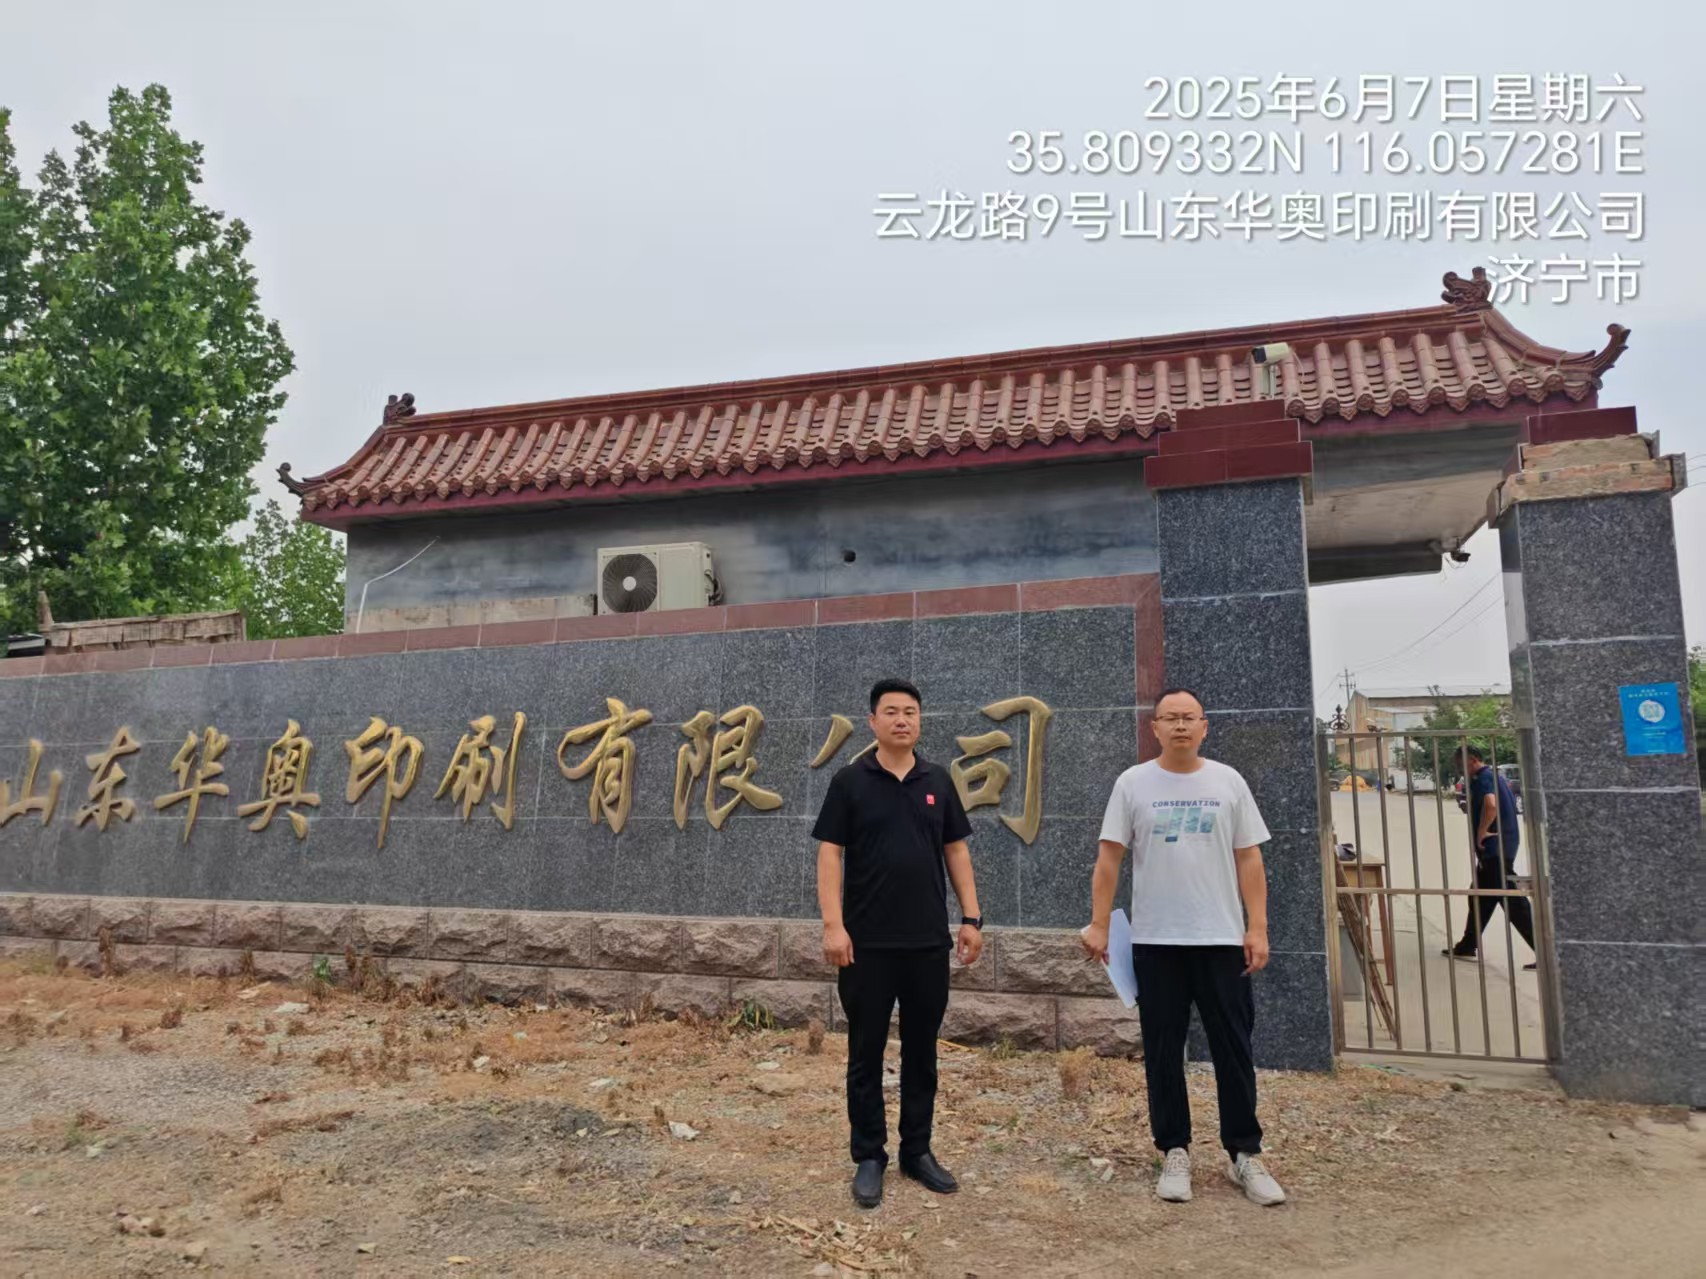 2025年6月7日星期六
35.809332N 116.057281E
云龙路9号山东华奥印刷有限公司
济宁市
山东华奥印刷有限公司
CONSERVATION